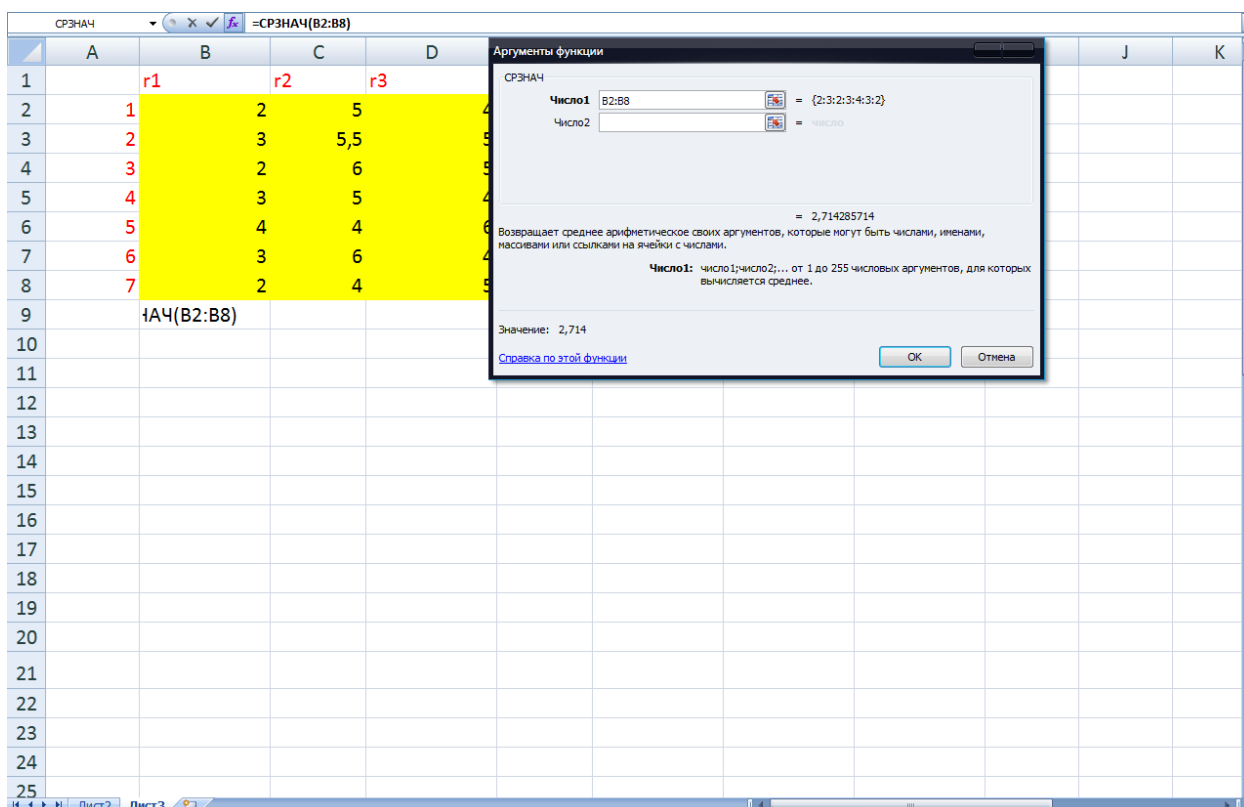 СРЗНАЧ =СРЗНАЧ(B2:B8)
A B C D J K
1 r1 r2 r3
2 1 2 5
3 2 3 5,5
4 3 2 6
5 4 3 5
6 5 4 4
7 6 3 6
8 7 2 4
9 НАЧ(B2:B8)
10
11
12
13
14
15
16
17
18
19
20
21
22
23
24
25
Аргументы функции
СРЗНАЧ
Число1 B2:B8 = {2:3:2:3:4:3:2}
Число2 = число
= 2,714285714
Возвращает среднее арифметическое своих аргументов, которые могут быть числами, именами,
массивами или ссылками на ячейки с числами.
Число1: число1;число2;... от 1 до 255 числовых аргументов, для которых
вычисляется среднее.
Значение: 2,714
Справка по этой функции ОК Отмена
Лист2 Лист3